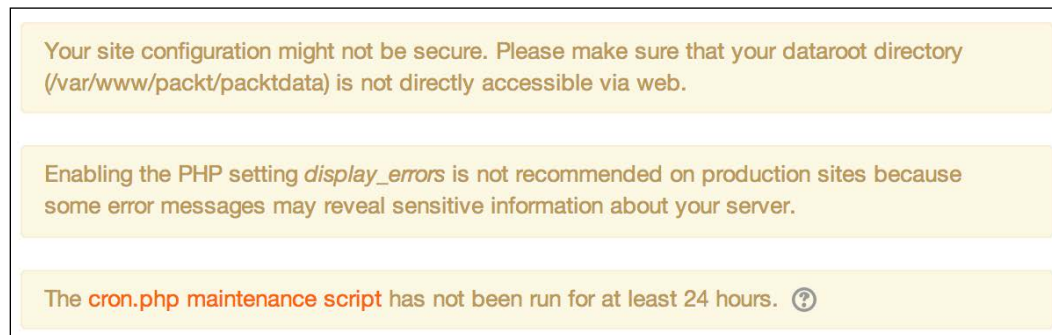 Your site configuration might not be secure. Please make sure that your dataroot directory
(/var/www/packt/packtdata) is not directly accessible via web.
Enabling the PHP setting display_errors is not recommended on production sites because
some error messages may reveal sensitive information about your server.
The cron.php maintenance script has not been run for at least 24 hours. ?